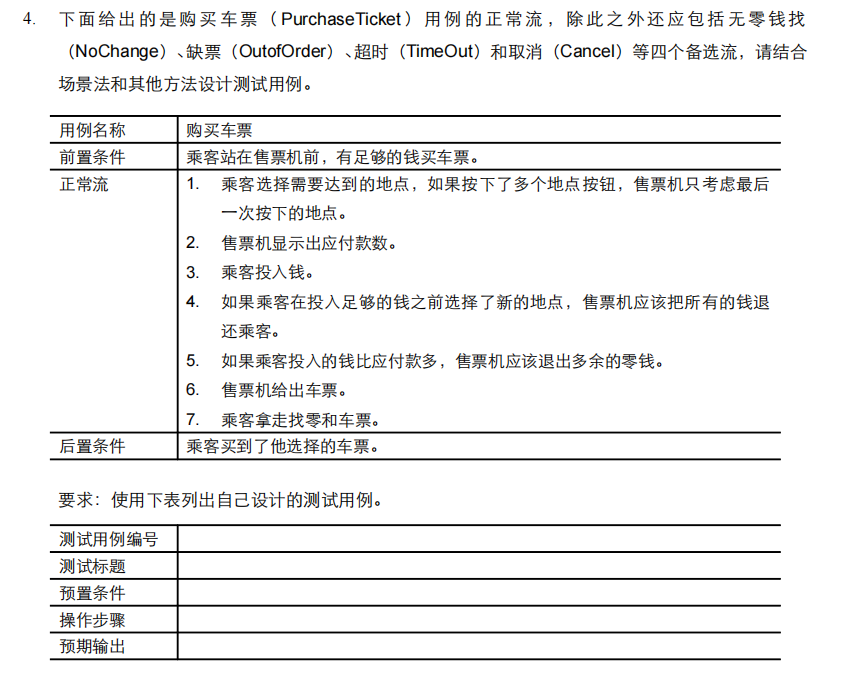 4. 下面给出的是购买车票（PurchaseTicket）用例的正常流，除此之外还应包括无零钱找
（NoChange）、缺票（OutofOrder）、超时（TimeOut）和取消（Cancel）等四个备选流，请结合
场景法和其他方法设计测试用例。
用例名称 购买车票
前置条件 乘客站在售票机前，有足够的钱买车票。
正常流 1. 乘客选择需要达到的地点，如果按下了多个地点按钮，售票机只考虑最后
一次按下的地点。
2. 售票机显示出应付款数。
3. 乘客投入钱。
4. 如果乘客在投入足够的钱之前选择了新的地点，售票机应该把所有的钱退
还乘客。
5. 如果乘客投入的钱比应付款多，售票机应该退出多余的零钱。
6. 售票机给出车票。
7. 乘客拿走找零和车票。
后置条件 乘客买到了他选择的车票。
要求：使用下表列出自己设计的测试用例。
测试用例编号
测试标题
预置条件
操作步骤
预期输出